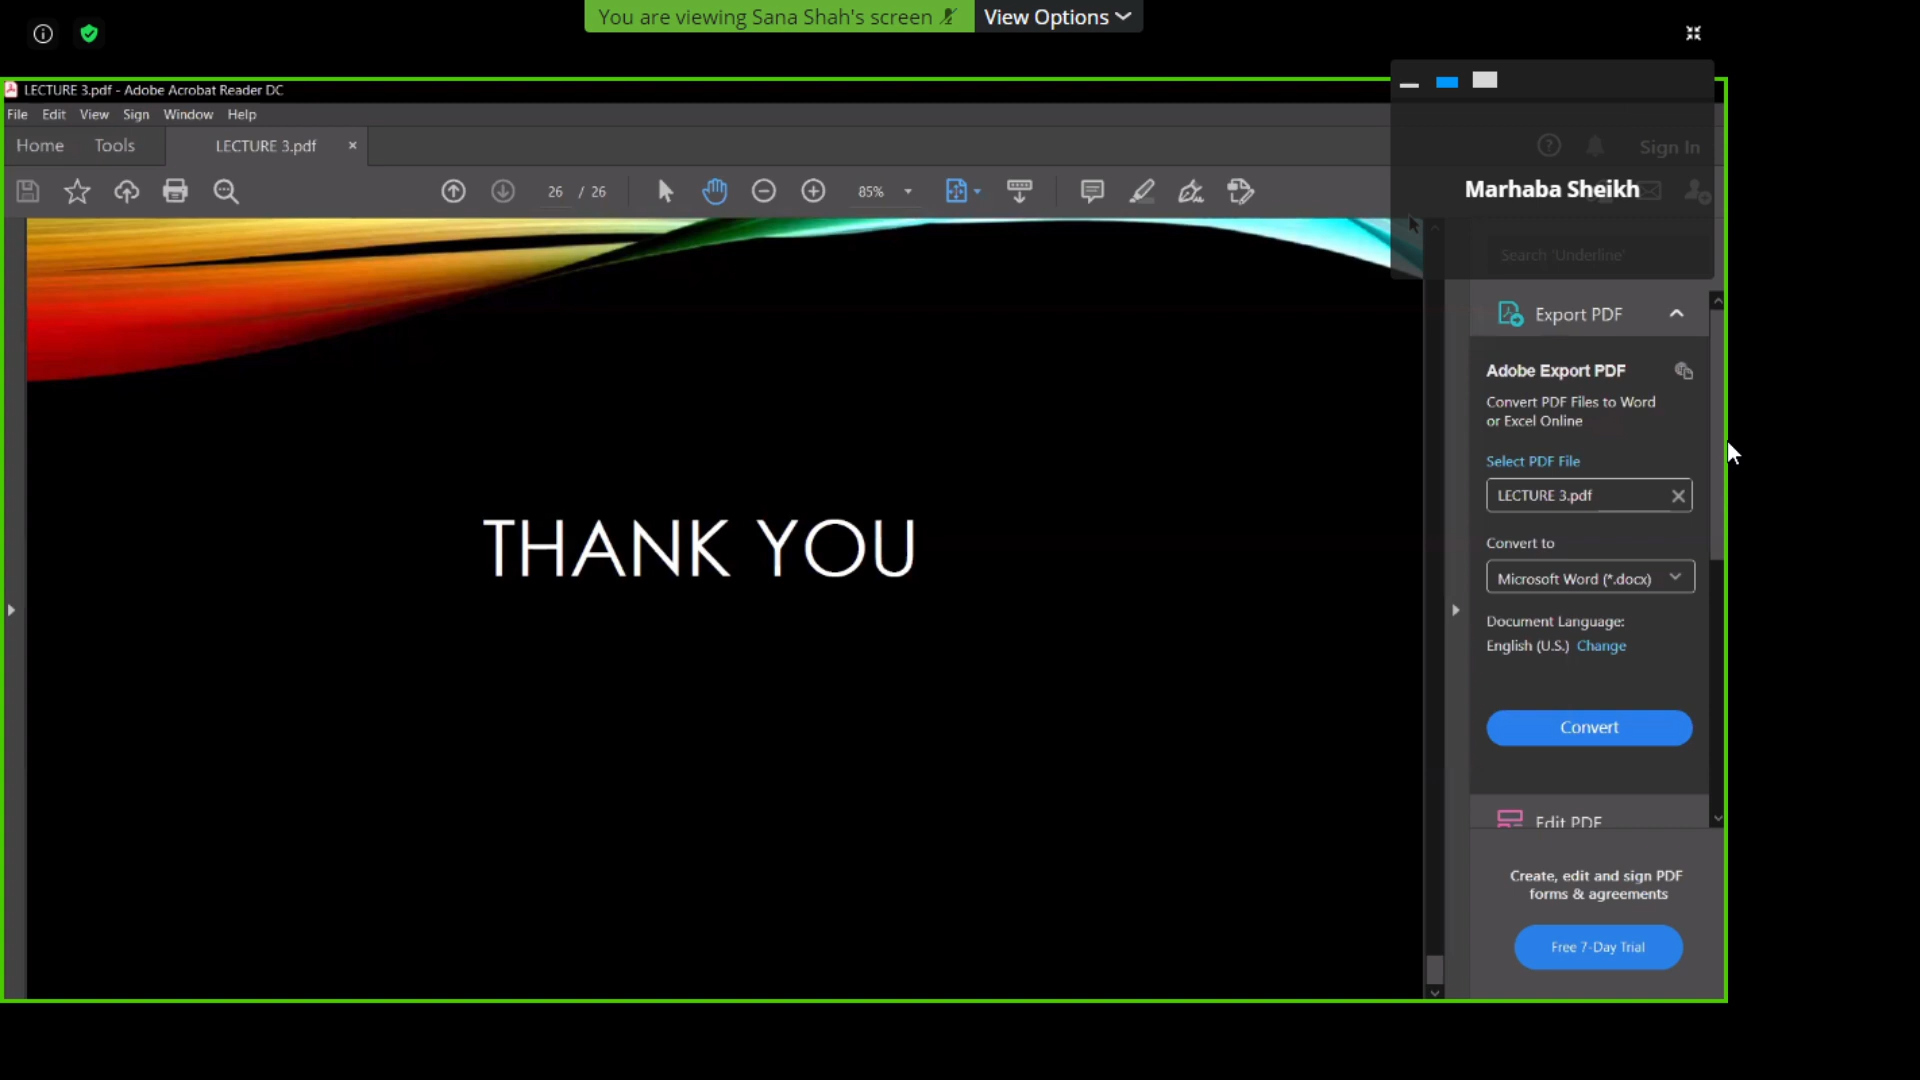 You are viewing Sana Shah's screen
View Options
LECTURE 3.pdf - Adobe Acrobat Reader DC
File Edit View Sign Window Help
Home Tools LECTURE 3.pdf
Sign In
26 / 26
85%
Marhaba Sheikh
Search 'Underline'
Export PDF
Adobe Export PDF
Convert PDF Files to Word
or Excel Online
Select PDF File
LECTURE 3.pdf
THANK YOU
Convert to
Microsoft Word (*.docx)
Document Language:
English (U.S.) Change
Convert
Edit PDF
Create, edit and sign PDF
forms & agreements
Free 7-Day Trial